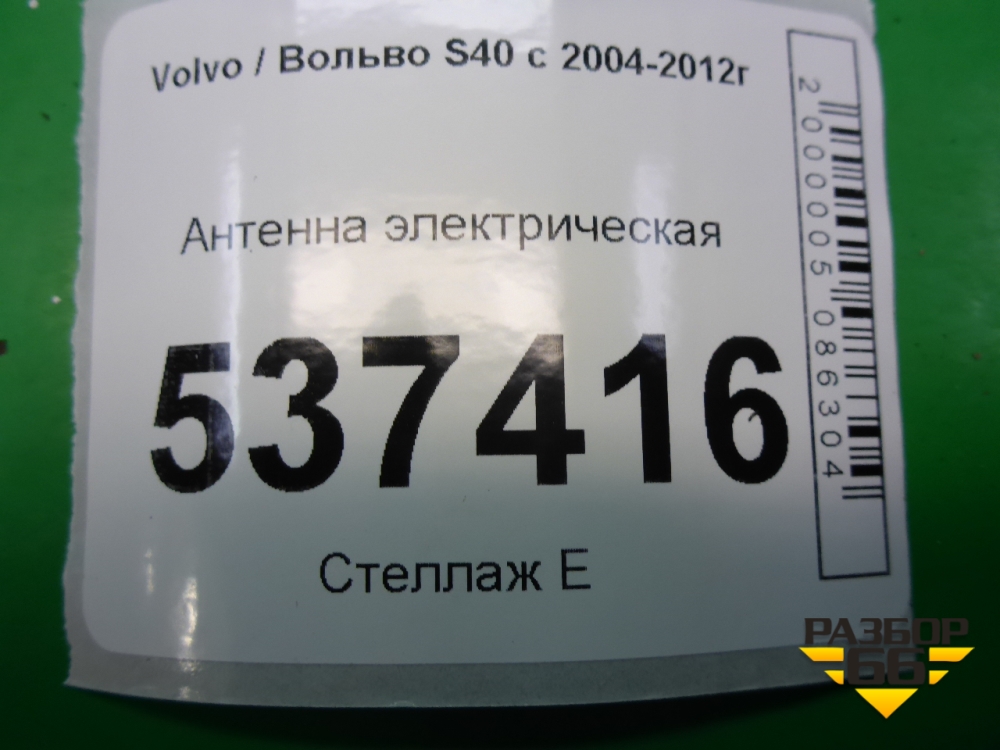 Volvo / Вольво S40 с 2004-2012г
Антенна электрическая
537416
Стеллаж Е
2000005086304
РАЗБОР
66